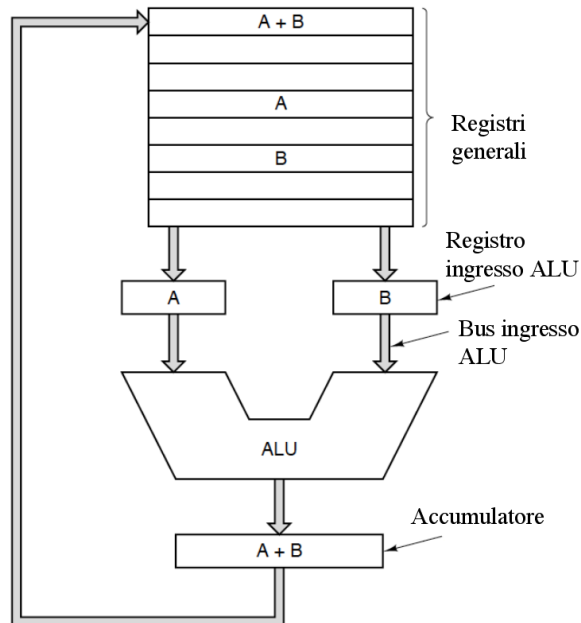 A + B
A
B
Registri
generali
Registro
ingresso ALU
A
B
Bus ingresso
ALU
ALU
Accumulatore
A + B